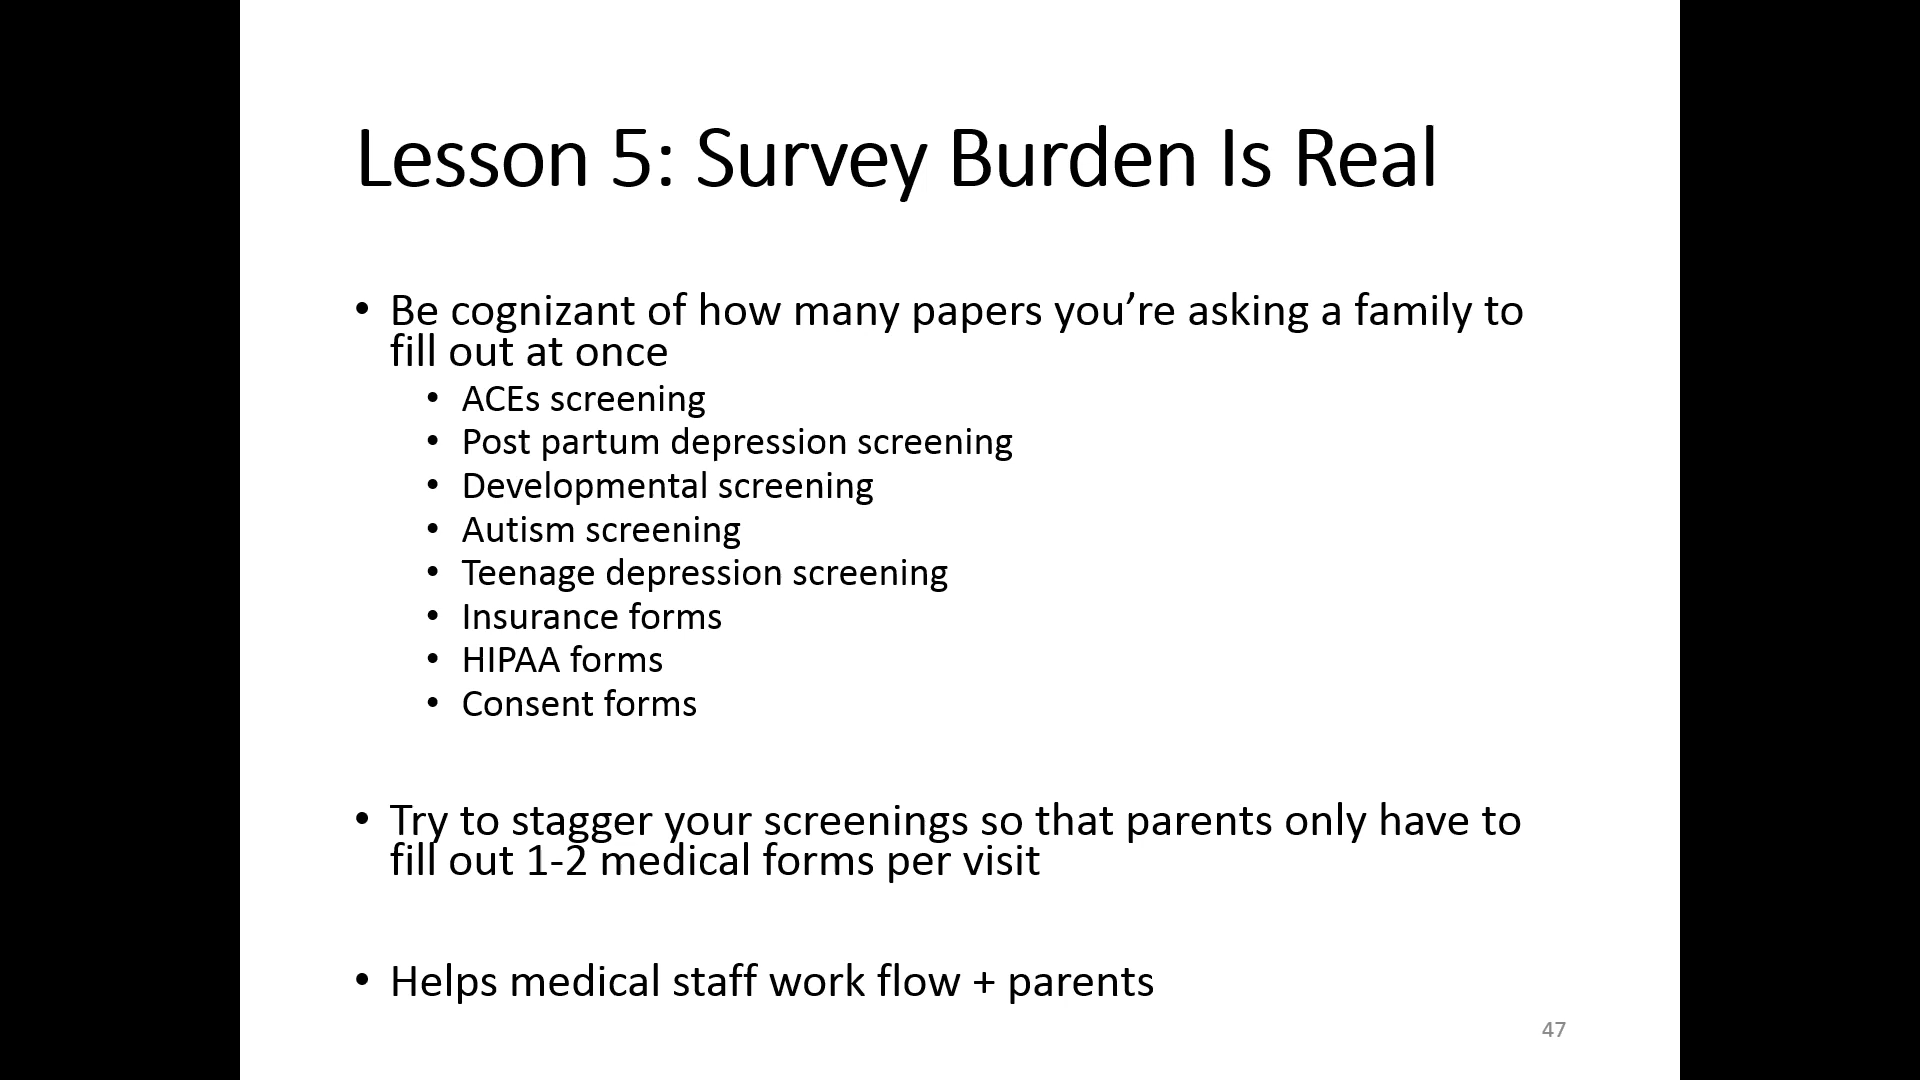 Lesson 5: Survey Burden Is Real
• Be cognizant of how many papers you’re asking a family to
fill out at once
• ACEs screening
• Post partum depression screening
• Developmental screening
• Autism screening
• Teenage depression screening
• Insurance forms
• HIPAA forms
• Consent forms
• Try to stagger your screenings so that parents only have to
fill out 1-2 medical forms per visit
• Helps medical staff work flow + parents
47